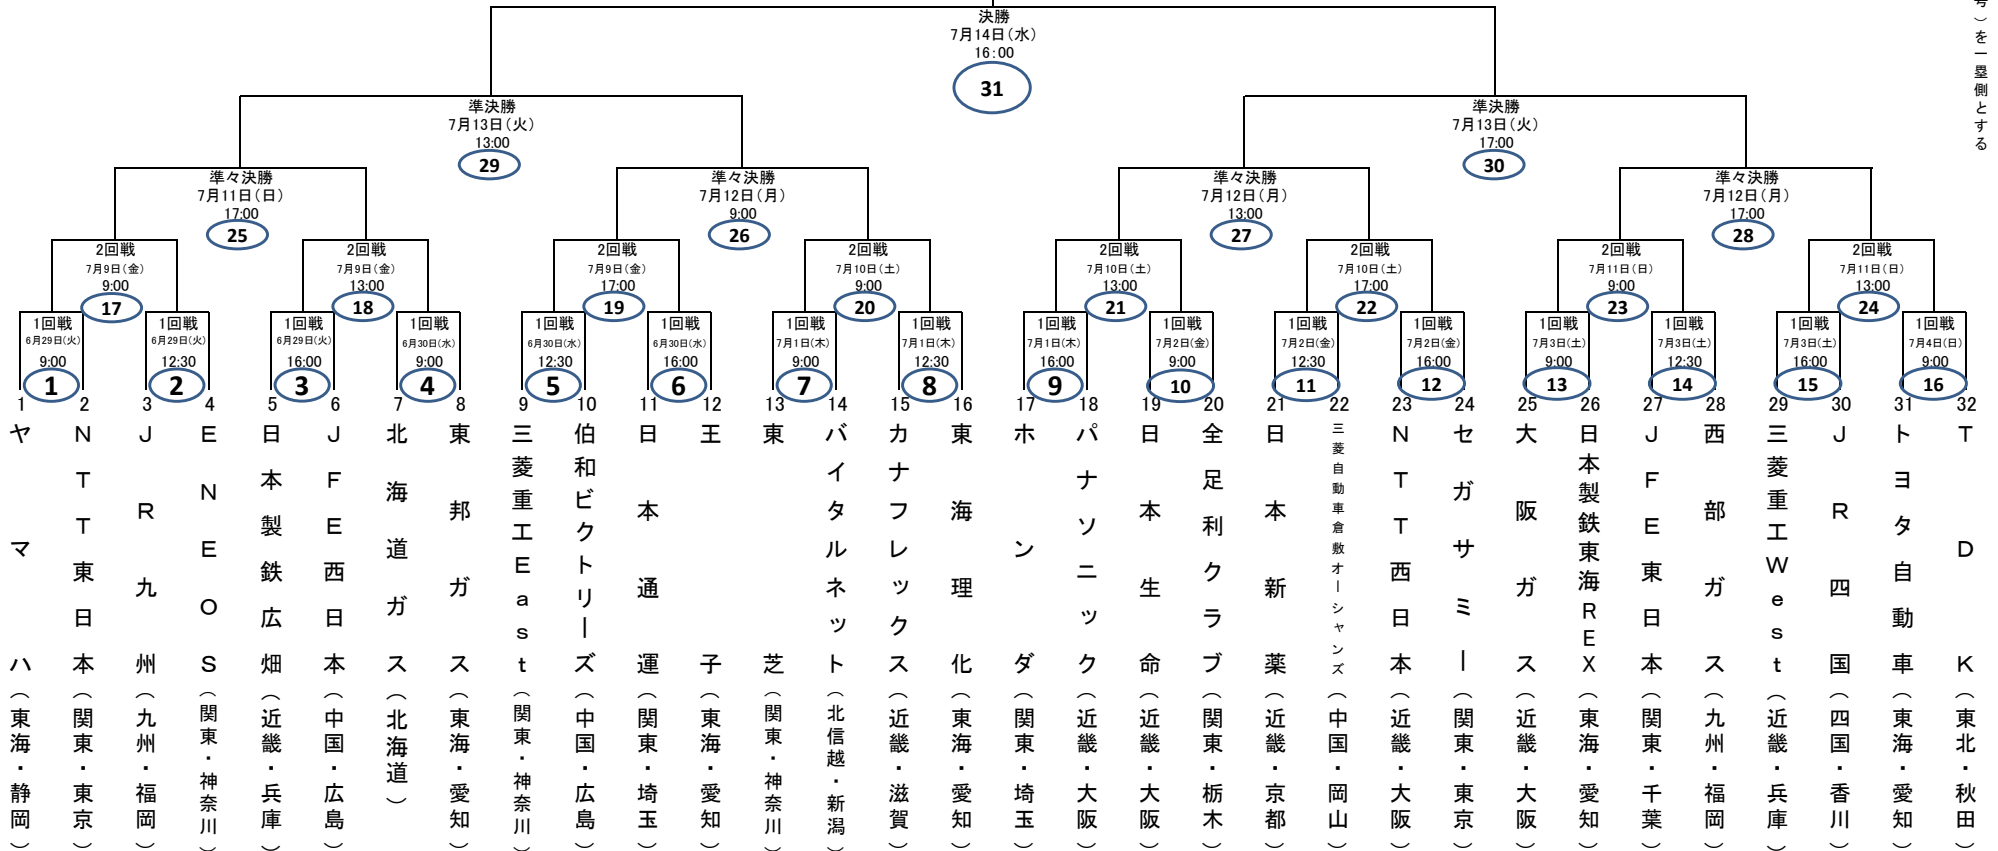 号）を一塁側とする
決勝
7月14日（水）
16：00
31
準決勝
7月13日（火）
13:00
29
準決勝
7月13日（火）
17:00
30
準々決勝
7月11日（日）
17:00
25
準々決勝
7月12日（月）
9:00
26
準々決勝
7月12日（月）
13:00
27
準々決勝
7月12日（月）
17:00
28
2回戦
7月9日（金）
9:00
17
2回戦
7月9日（金）
13:00
18
2回戦
7月9日（金）
17:00
19
2回戦
7月10日（土）
9:00
20
2回戦
7月10日（土）
13:00
21
2回戦
7月10日（土）
17:00
22
2回戦
7月11日（日）
9:00
23
2回戦
7月11日（日）
13:00
24
1回戦
6月29日（火）
9:00
1
1回戦
6月29日（火）
12:30
2
1回戦
6月29日（火）
16:00
3
1回戦
6月30日（水）
9:00
4
1回戦
6月30日（水）
12:30
5
1回戦
6月30日（水）
16:00
6
1回戦
7月1日（木）
9:00
7
1回戦
7月1日（木）
12:30
8
1回戦
7月1日（木）
16:00
9
1回戦
7月2日（金）
9:00
10
1回戦
7月2日（金）
12:30
11
1回戦
7月2日（金）
16:00
12
1回戦
7月3日（土）
9:00
13
1回戦
7月3日（土）
12:30
14
1回戦
7月3日（土）
16:00
15
1回戦
7月4日（日）
9:00
16
1 ヤマハ（東海・静岡）
2 ＮＴＴ東日本（関東・東京）
3 ＪＲ九州（九州・福岡）
4 ＥＮＥＯＳ（関東・神奈川）
5 日本製鉄広畑（近畿・兵庫）
6 ＪＦＥ西日本（中国・広島）
7 北海道ガス（北海道）
8 東邦ガス（東海・愛知）
9 三菱重工Ｅａｓｔ（関東・神奈川）
10 伯和ビクトリーズ（中国・広島）
11 日本通運（関東・埼玉）
12 王子（東海・愛知）
13 東芝（関東・神奈川）
14 バイタルネット（北信越・新潟）
15 カナフレックス（近畿・滋賀）
16 東海理化（東海・愛知）
17 ホンダ（関東・埼玉）
18 パナソニック（近畿・大阪）
19 日本生命（近畿・大阪）
20 全足利クラブ（関東・栃木）
21 日本新薬（近畿・京都）
22 三菱自動車倉敷オーシャンズ（中国・岡山）
23 ＮＴＴ西日本（近畿・大阪）
24 セガサミー（関東・東京）
25 大阪ガス（近畿・大阪）
26 日本製鉄東海ＲＥＸ（東海・愛知）
27 ＪＦＥ東日本（関東・千葉）
28 西部ガス（九州・福岡）
29 三菱重工Ｗｅｓｔ（近畿・兵庫）
30 ＪＲ四国（四国・香川）
31 トヨタ自動車（東海・愛知）
32 ＴＤＫ（東北・秋田）